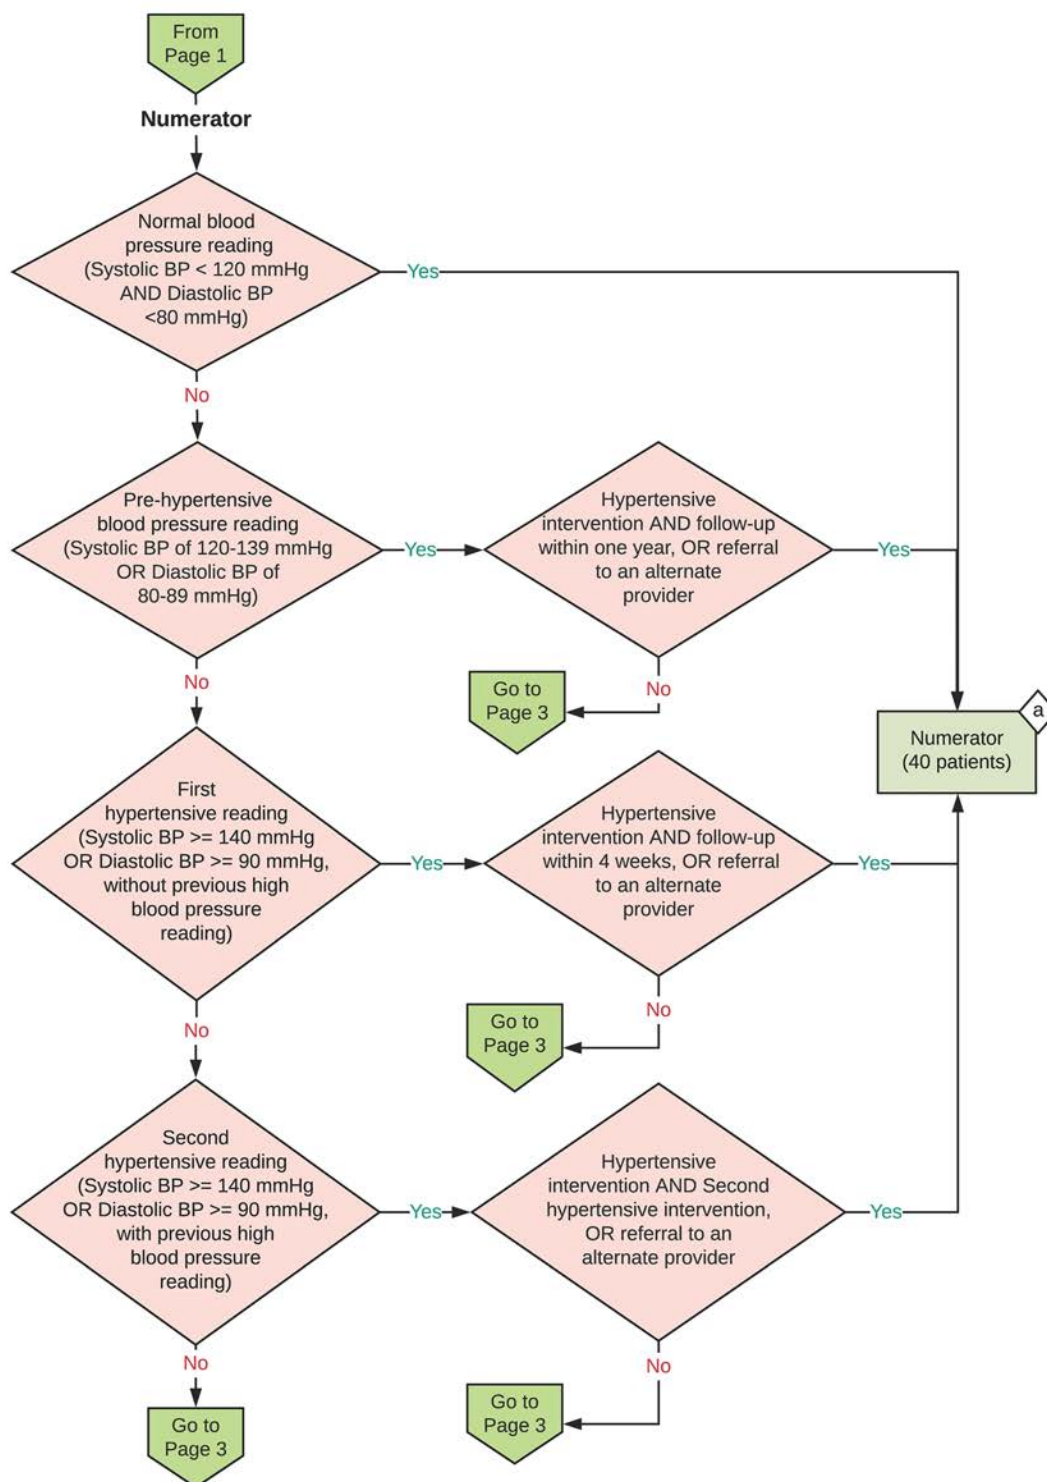 From
Page 1
Numerator
Normal blood
pressure reading
(Systolic BP < 120 mmHg
AND Diastolic BP
<80 mmHg)
Yes
No
Pre-hypertensive
blood pressure reading
(Systolic BP of 120-139 mmHg
OR Diastolic BP of
80-89 mmHg)
Yes
Hypertensive
intervention AND follow-up
within one year, OR referral
to an alternate
provider
Yes
No
No
Go to
Page 3
a
Numerator
(40 patients)
First
hypertensive reading
(Systolic BP >= 140 mmHg
OR Diastolic BP >= 90 mmHg,
without previous high
blood pressure
reading)
Yes
Hypertensive
intervention AND follow-up
within 4 weeks, OR referral
to an alternate
provider
Yes
No
No
Go to
Page 3
Second
hypertensive reading
(Systolic BP >= 140 mmHg
OR Diastolic BP >= 90 mmHg,
with previous high
blood pressure
reading)
Yes
Hypertensive
intervention AND Second
hypertensive intervention,
OR referral to an
alternate provider
Yes
No
No
Go to
Page 3
Go to
Page 3